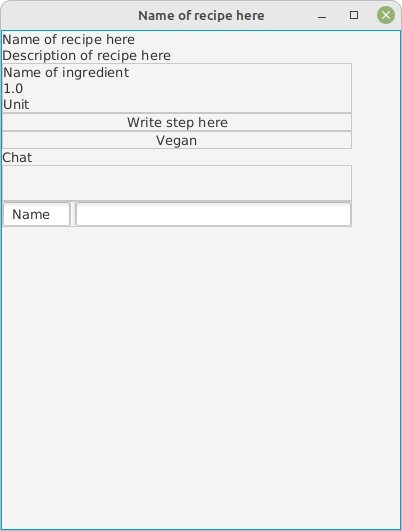 Name of recipe here
Name of recipe here
Description of recipe here
Name of ingredient
1.0
Unit
Write step here
Vegan
Chat
Name